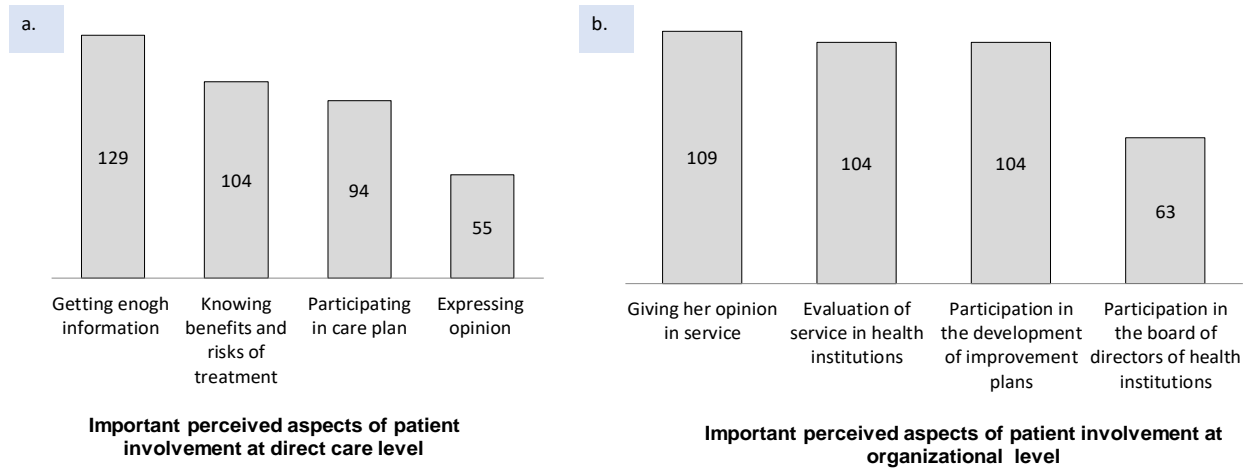 a.
129
104
94
55
Getting enogh
information
Knowing
benefits and
risks of
treatment
Participating
in care plan
Expressing
opinion
Important perceived aspects of patient
involvement at direct care level
b.
109
104
104
63
Giving her opinion
in service
Evaluation of
service in health
institutions
Participation in
the development
of improvement
plans
Participation in
the board of
directors of health
institutions
Important perceived aspects of patient involvement at
organizational level